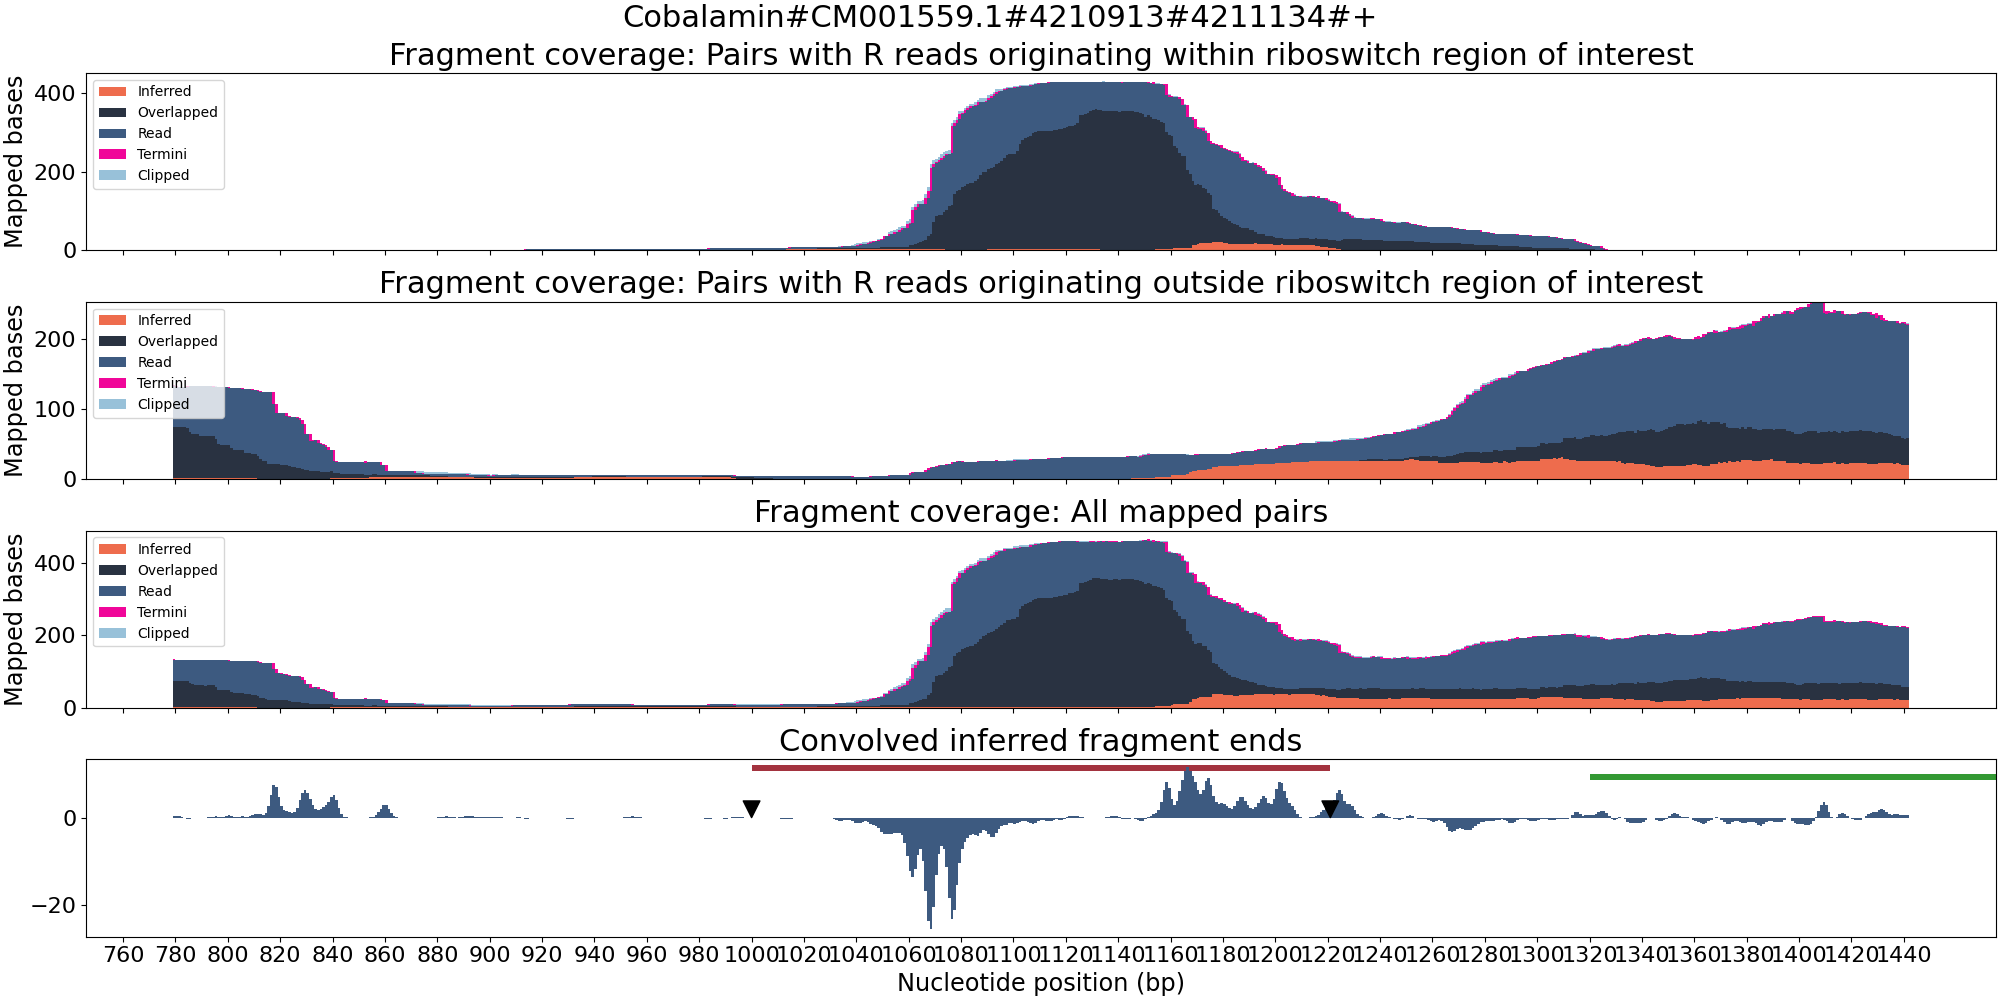 Cobalamin#CM001559.1#4210913#4211134#+
Fragment coverage: Pairs with R reads originating within riboswitch region of interest
Mapped bases
400
200
0
Inferred
Overlapped
Read
Termini
Clipped
Fragment coverage: Pairs with R reads originating outside riboswitch region of interest
Mapped bases
200
100
0
Inferred
Overlapped
Read
Termini
Clipped
Fragment coverage: All mapped pairs
Mapped bases
400
200
0
Inferred
Overlapped
Read
Termini
Clipped
Convolved inferred fragment ends
0
−20
760 780 800 820 840 860 880 900 920 940 960 980 1000 1020 1040 1060 1080 1100 1120 1140 1160 1180 1200 1220 1240 1260 1280 1300 1320 1340 1360 1380 1400 1420 1440
Nucleotide position (bp)